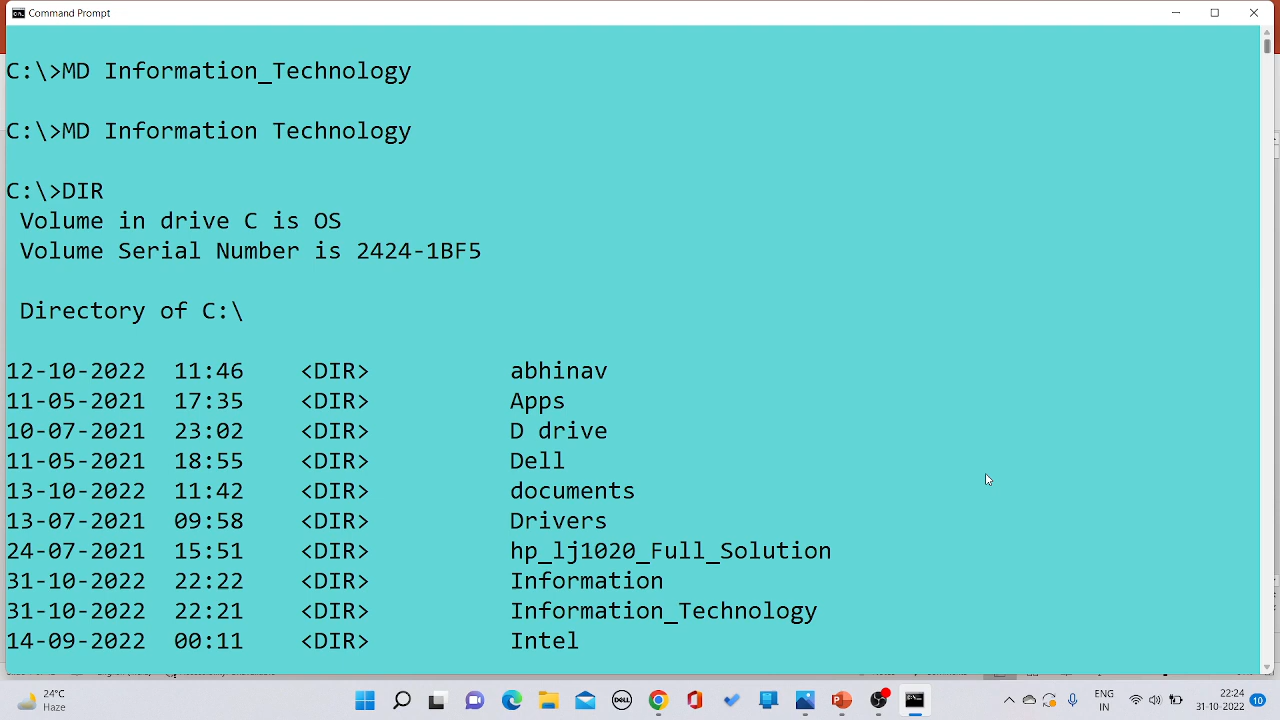 Command Prompt
C:\>MD Information_Technology
C:\>MD Information Technology
C:\>DIR
Volume in drive C is OS
Volume Serial Number is 2424-1BF5
Directory of C:\
12-10-2022 11:46 <DIR> abhinav
11-05-2021 17:35 <DIR> Apps
10-07-2021 23:02 <DIR> D drive
11-05-2021 18:55 <DIR> Dell
13-10-2022 11:42 <DIR> documents
13-07-2021 09:58 <DIR> Drivers
24-07-2021 15:51 <DIR> hp_lj1020_Full_Solution
31-10-2022 22:22 <DIR> Information
31-10-2022 22:21 <DIR> Information_Technology
14-09-2022 00:11 <DIR> Intel
24°C
Haze
DELL
ENG
IN
22:24
31-10-2022
10